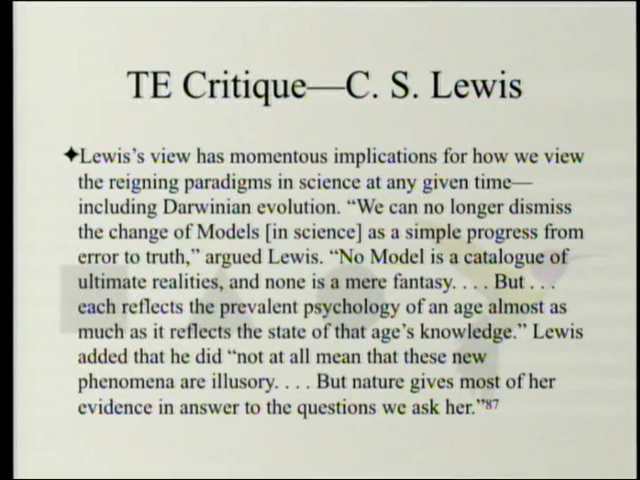 TE Critique—C. S. Lewis
✦Lewis's view has momentous implications for how we view
the reigning paradigms in science at any given time—
including Darwinian evolution. “We can no longer dismiss
the change of Models [in science] as a simple progress from
error to truth,” argued Lewis. “No Model is a catalogue of
ultimate realities, and none is a mere fantasy. . . . But . . .
each reflects the prevalent psychology of an age almost as
much as it reflects the state of that age's knowledge.” Lewis
added that he did “not at all mean that these new
phenomena are illusory. . . . But nature gives most of her
evidence in answer to the questions we ask her.”87